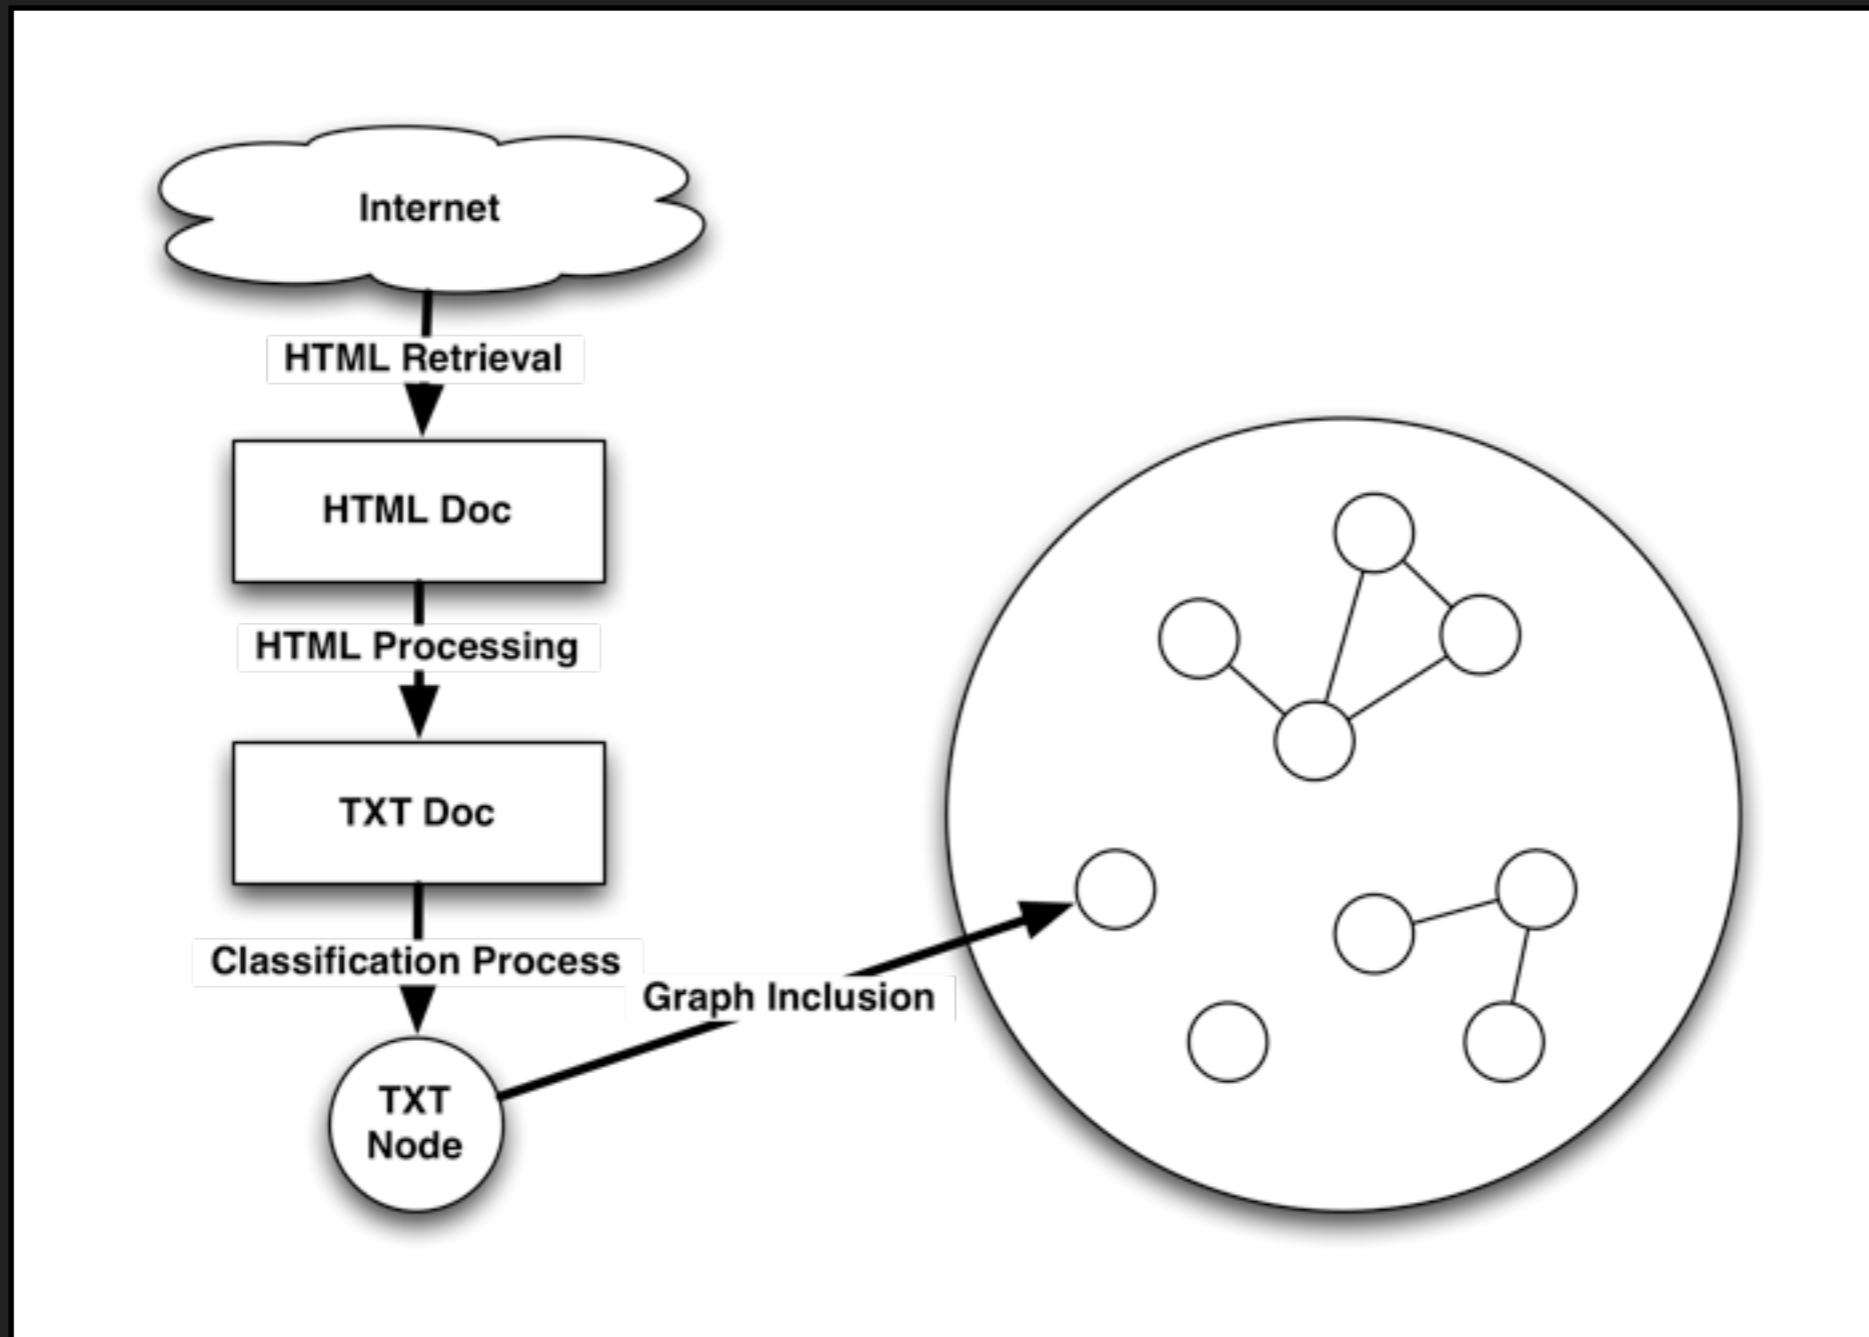 Internet
HTML Retrieval
HTML Doc
HTML Processing
TXT Doc
Classification Process
Graph Inclusion
TXT
Node